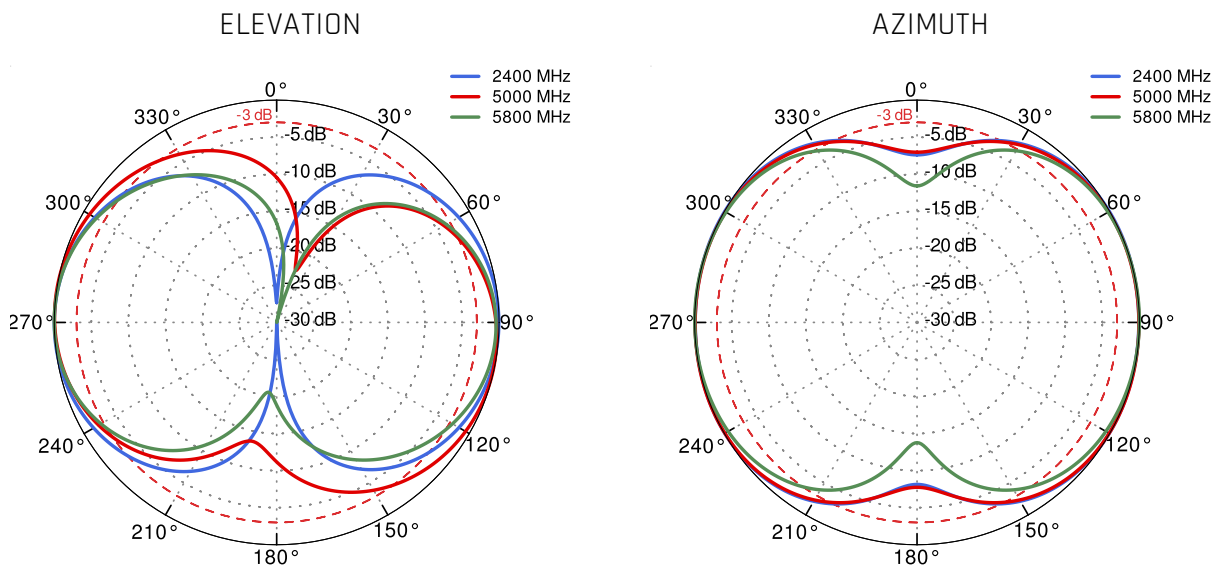 ELEVATION
2400 MHz
5000 MHz
5800 MHz
0°
-3 dB
330°
30°
-5 dB
-10 dB
300°
-15 dB
60°
-20 dB
-25 dB
270°
-30 dB
90°
240°
120°
210°
150°
180°
AZIMUTH
2400 MHz
5000 MHz
5800 MHz
0°
-3 dB
330°
30°
-5 dB
-10 dB
300°
-15 dB
60°
-20 dB
-25 dB
270°
-30 dB
90°
240°
120°
210°
150°
180°